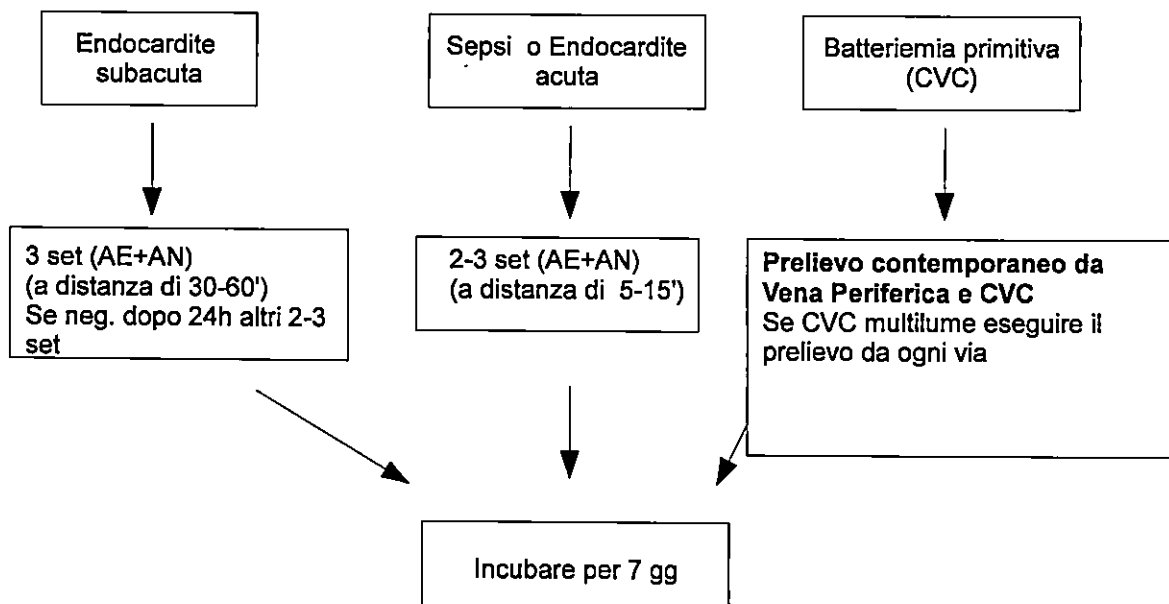 Endocardite
subacuta
Sepsi o Endocardite
acuta
Batteriemia primitiva
(CVC)
3 set (AE+AN)
(a distanza di 30-60')
Se neg. dopo 24h altri 2-3
set
2-3 set (AE+AN)
(a distanza di 5-15')
Prelievo contemporaneo da
Vena Periferica e CVC
Se CVC multilume eseguire il
prelievo da ogni via
Incubare per 7 gg